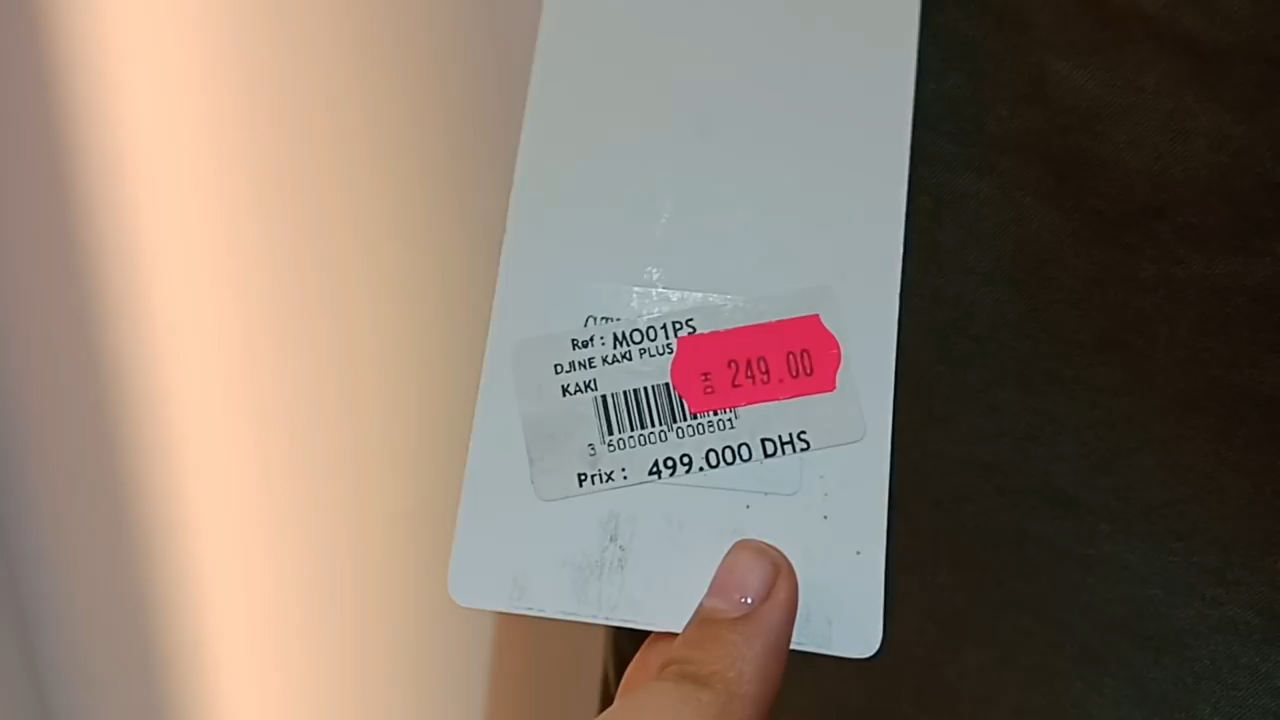 Ref : MO01PS
DJINE KAKI PLUS
KAKI
DH 249.00
3 600000 000801
Prix : 499.000 DHS